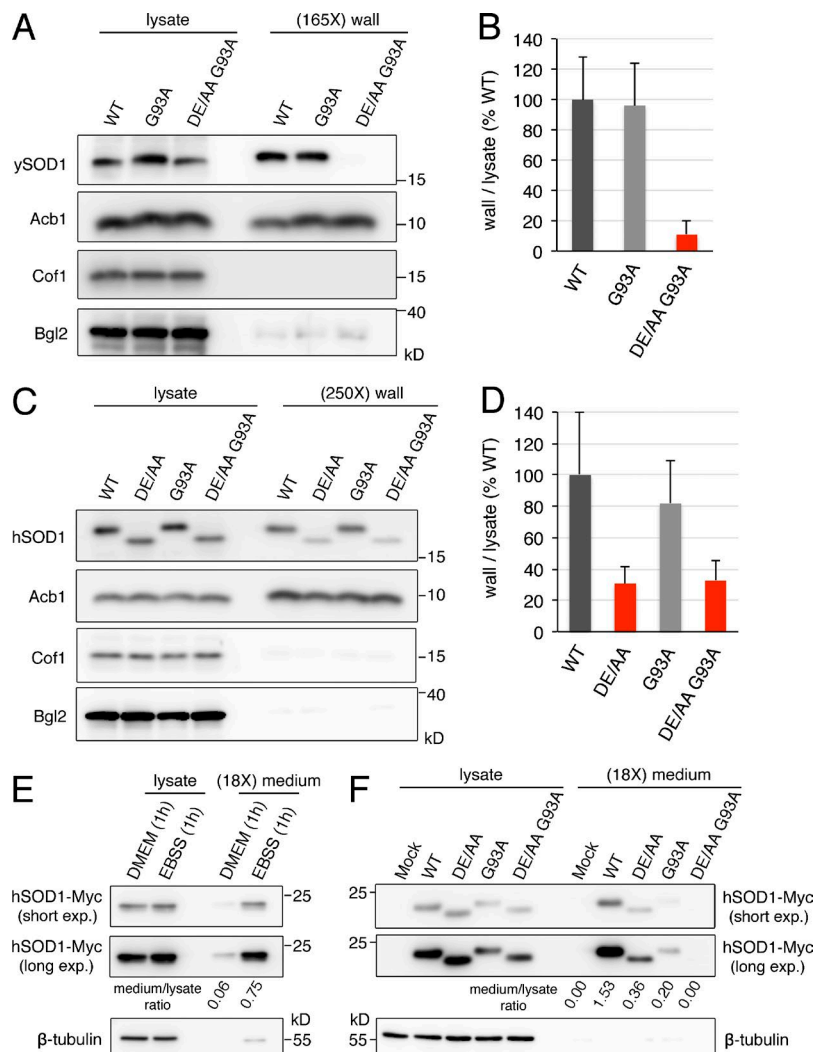 A
lysate
(165X) wall
WT
G93A
DE/AA G93A
WT
G93A
DE/AA G93A
ySOD1
15
Acb1
10
Cof1
15
Bgl2
40
kD
B
wall / lysate (% WT)
140
120
100
80
60
40
20
0
WT
G93A
DE/AA G93A
C
lysate
(250X) wall
WT
DE/AA
G93A
DE/AA G93A
WT
DE/AA
G93A
DE/AA G93A
hSOD1
15
Acb1
10
Cof1
15
Bgl2
40
kD
D
wall / lysate (% WT)
140
120
100
80
60
40
20
0
WT
DE/AA
G93A
DE/AA G93A
E
lysate
(18X) medium
DMEM (1h)
EBSS (1h)
DMEM (1h)
EBSS (1h)
hSOD1-Myc
(short exp.)
25
hSOD1-Myc
(long exp.)
25
medium/lysate
ratio
0.06
0.75
kD
β-tubulin
55
F
lysate
(18X) medium
Mock
WT
DE/AA
G93A
DE/AA G93A
Mock
WT
DE/AA
G93A
DE/AA G93A
25
hSOD1-Myc
(short exp.)
25
hSOD1-Myc
(long exp.)
medium/lysate
ratio
0.00
1.53
0.36
0.20
0.00
kD
55
β-tubulin